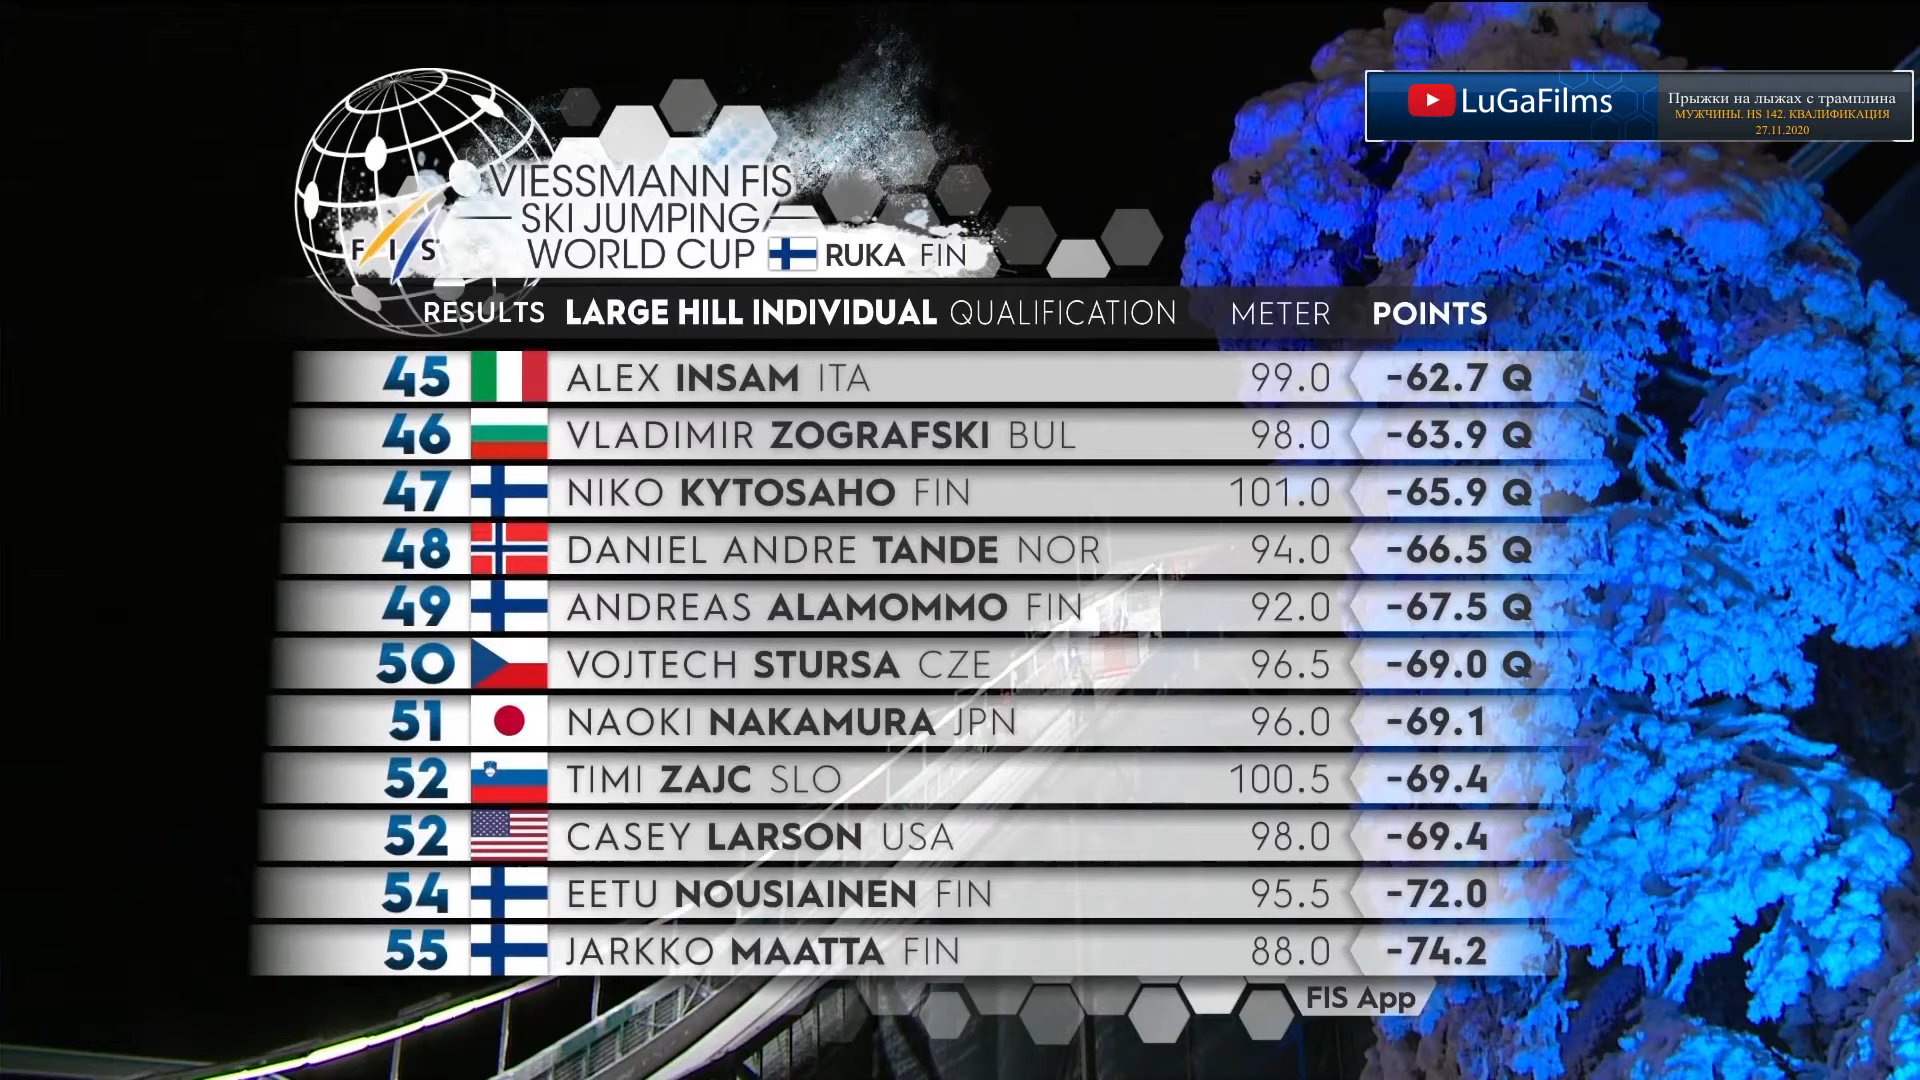 LuGaFilms
Прыжки на лыжах с трамплина
МУЖЧИНЫ. HS 142. КВАЛИФИКАЦИЯ
27.11.2020
VIESSMANN FIS
SKI JUMPING
WORLD CUP RUKA FIN
FIS
RESULTS LARGE HILL INDIVIDUAL QUALIFICATION METER POINTS
45 ALEX INSAM ITA 99.0 -62.7 Q
46 VLADIMIR ZOGRAFSKI BUL 98.0 -63.9 Q
47 NIKO KYTOSAHO FIN 101.0 -65.9 Q
48 DANIEL ANDRE TANDE NOR 94.0 -66.5 Q
49 ANDREAS ALAMOMMO FIN 92.0 -67.5 Q
50 VOJTECH STURSA CZE 96.5 -69.0 Q
51 NAOKI NAKAMURA JPN 96.0 -69.1
52 TIMI ZAJC SLO 100.5 -69.4
52 CASEY LARSON USA 98.0 -69.4
54 EETU NOUSIAINEN FIN 95.5 -72.0
55 JARKKO MAATTA FIN 88.0 -74.2
FIS App